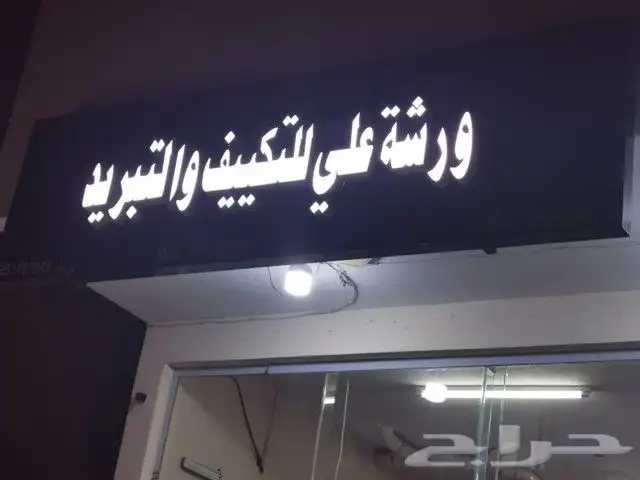 ورشة علي للتكييف والتبريد
حراج